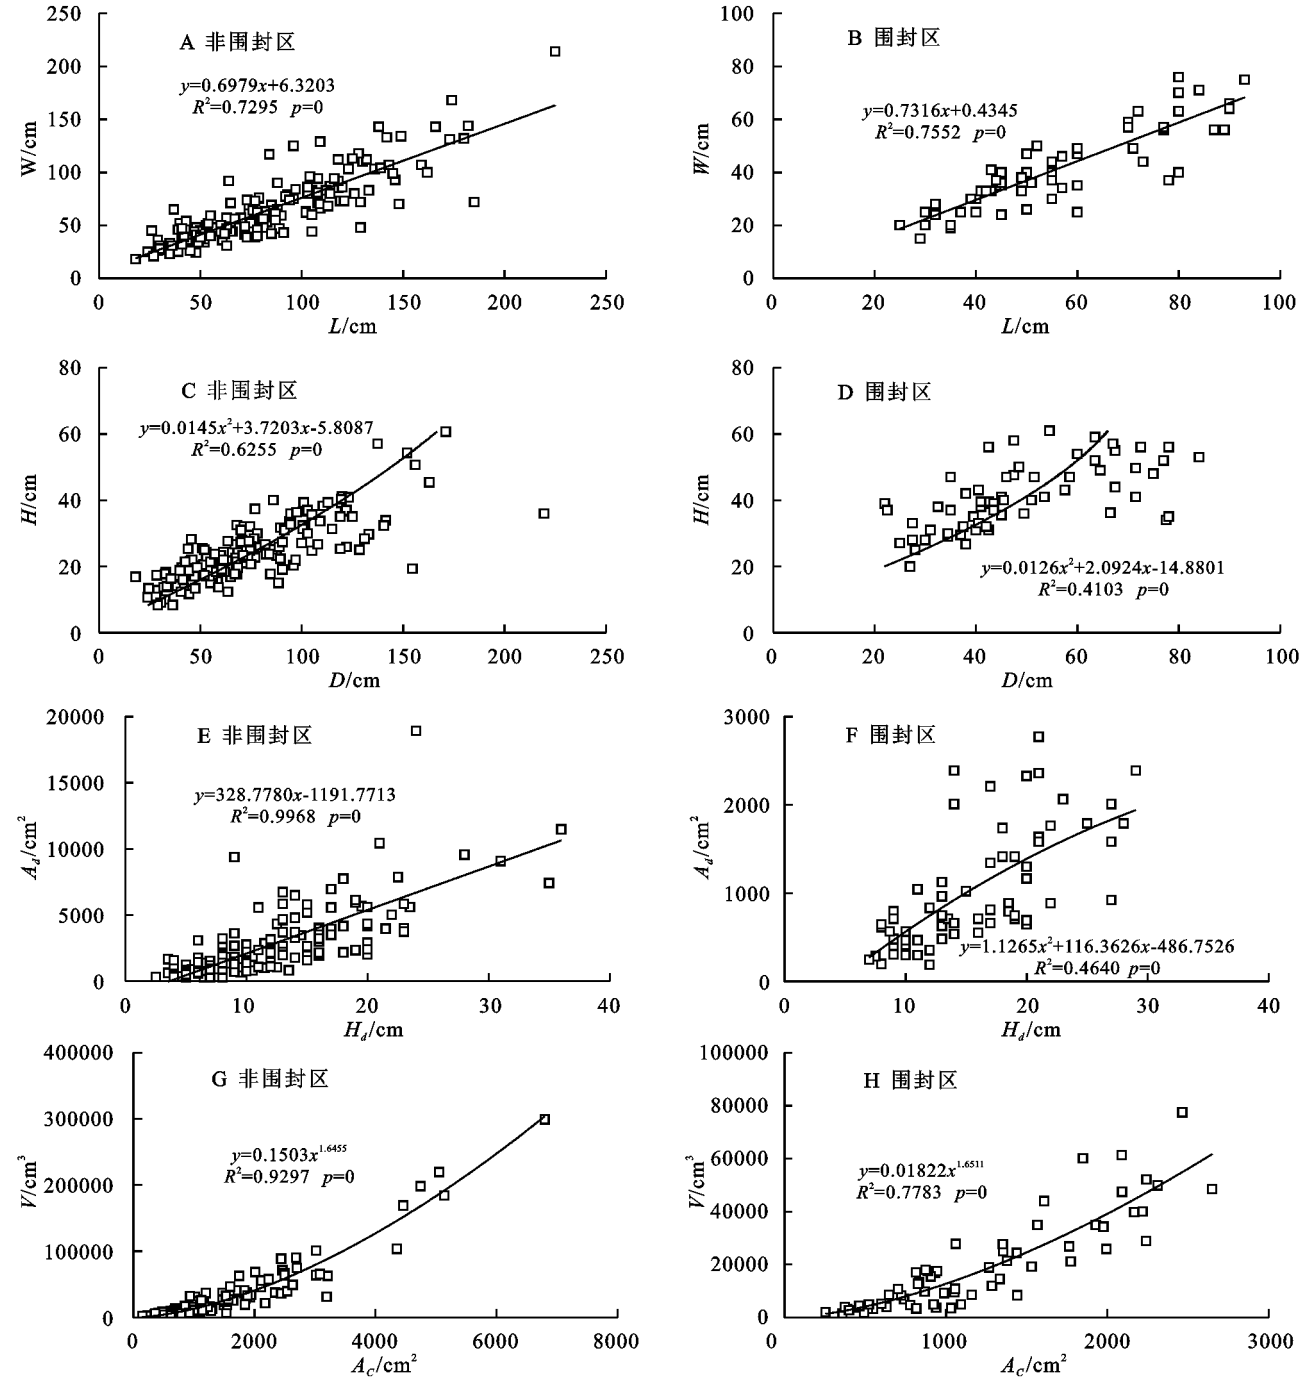 A 非围封区
y=0.6979x+6.3203
R²=0.7295 p=0
W/cm
250
200
150
100
50
0
0 50 100 150 200 250
L/cm
B 围封区
y=0.7316x+0.4345
R²=0.7552 p=0
W/cm
100
80
60
40
20
0
0 20 40 60 80 100
L/cm
C 非围封区
y=0.0145x²+3.7203x-5.8087
R²=0.6255 p=0
H/cm
80
60
40
20
0
0 50 100 150 200 250
D/cm
D 围封区
y=0.0126x²+2.0924x-14.8801
R²=0.4103 p=0
H/cm
80
60
40
20
0
0 20 40 60 80 100
D/cm
E 非围封区
y=328.7780x-1191.7713
R²=0.9968 p=0
A_d/cm²
20000
15000
10000
5000
0
0 10 20 30 40
H_d/cm
F 围封区
y=1.1265x²+116.3626x-486.7526
R²=0.4640 p=0
A_d/cm²
3000
2000
1000
0
0 10 20 30 40
H_d/cm
G 非围封区
y=0.1503x^1.6455
R²=0.9297 p=0
V/cm³
400000
300000
200000
100000
0
0 2000 4000 6000 8000
A_C/cm²
H 围封区
y=0.01822x^1.6511
R²=0.7783 p=0
V/cm³
100000
80000
60000
40000
20000
0
0 1000 2000 3000
A_C/cm²